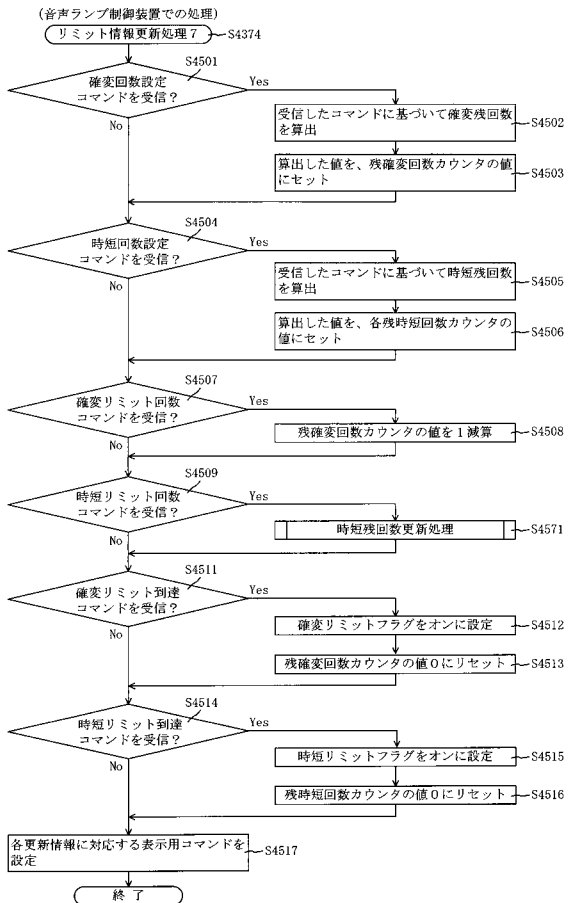 (音声ランプ制御装置での処理)
リミット情報更新処理7
S4374
S4501
確変回数設定
コマンドを受信?
Yes
No
受信したコマンドに基づいて確変残回数
を算出
S4502
算出した値を、残確変回数カウンタの値
にセット
S4503
S4504
時短回数設定
コマンドを受信?
Yes
No
受信したコマンドに基づいて時短残回数
を算出
S4505
算出した値を、各残時短回数カウンタの
値にセット
S4506
S4507
確変リミット回数
コマンドを受信?
Yes
No
残確変回数カウンタの値を1減算
S4508
S4509
時短リミット回数
コマンドを受信?
Yes
No
時短残回数更新処理
S4571
S4511
確変リミット到達
コマンドを受信?
Yes
No
確変リミットフラグをオンに設定
S4512
残確変回数カウンタの値0にリセット
S4513
S4514
時短リミット到達
コマンドを受信?
Yes
No
時短リミットフラグをオンに設定
S4515
残時短回数カウンタの値0にリセット
S4516
各更新情報に対応する表示用コマンドを
設定
S4517
終了